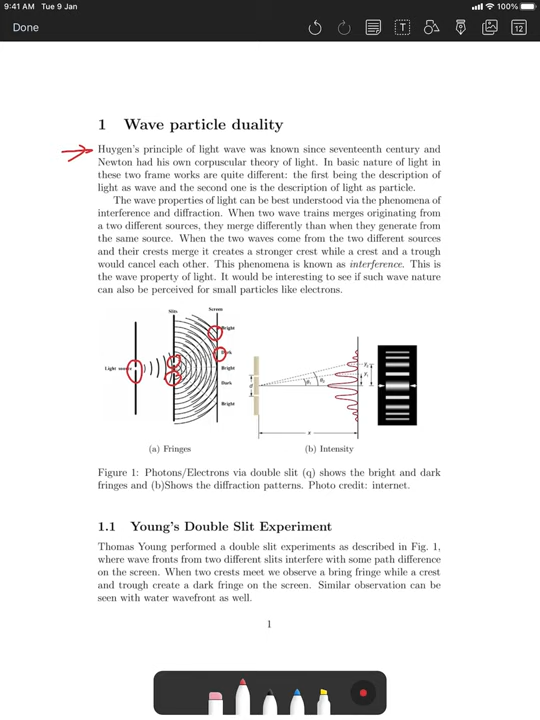 9:41 AM Tue 9 Jan 100%
Done 12
1 Wave particle duality
Huygen's principle of light wave was known since seventeenth century and
Newton had his own corpuscular theory of light. In basic nature of light in
these two frame works are quite different: the first being the description of
light as wave and the second one is the description of light as particle.
The wave properties of light can be best understood via the phenomena of
interference and diffraction. When two wave trains merges originating from
a two different sources, they merge differently than when they generate from
the same source. When the two waves come from the two different sources
and their crests merge it creates a stronger crest while a crest and a trough
would cancel each other. This phenomena is known as interference. This is
the wave property of light. It would be interesting to see if such wave nature
can also be perceived for small particles like electrons.
Slits Screen
Bright
Dark
Light source Bright
Dark
Bright
θ₁ θ₂ y₂ y₁
x
(a) Fringes (b) Intensity
Figure 1: Photons/Electrons via double slit (q) shows the bright and dark
fringes and (b)Shows the diffraction patterns. Photo credit: internet.
1.1 Young's Double Slit Experiment
Thomas Young performed a double slit experiments as described in Fig. 1,
where wave fronts from two different slits interfere with some path difference
on the screen. When two crests meet we observe a bring fringe while a crest
and trough create a dark fringe on the screen. Similar observation can be
seen with water wavefront as well.
1